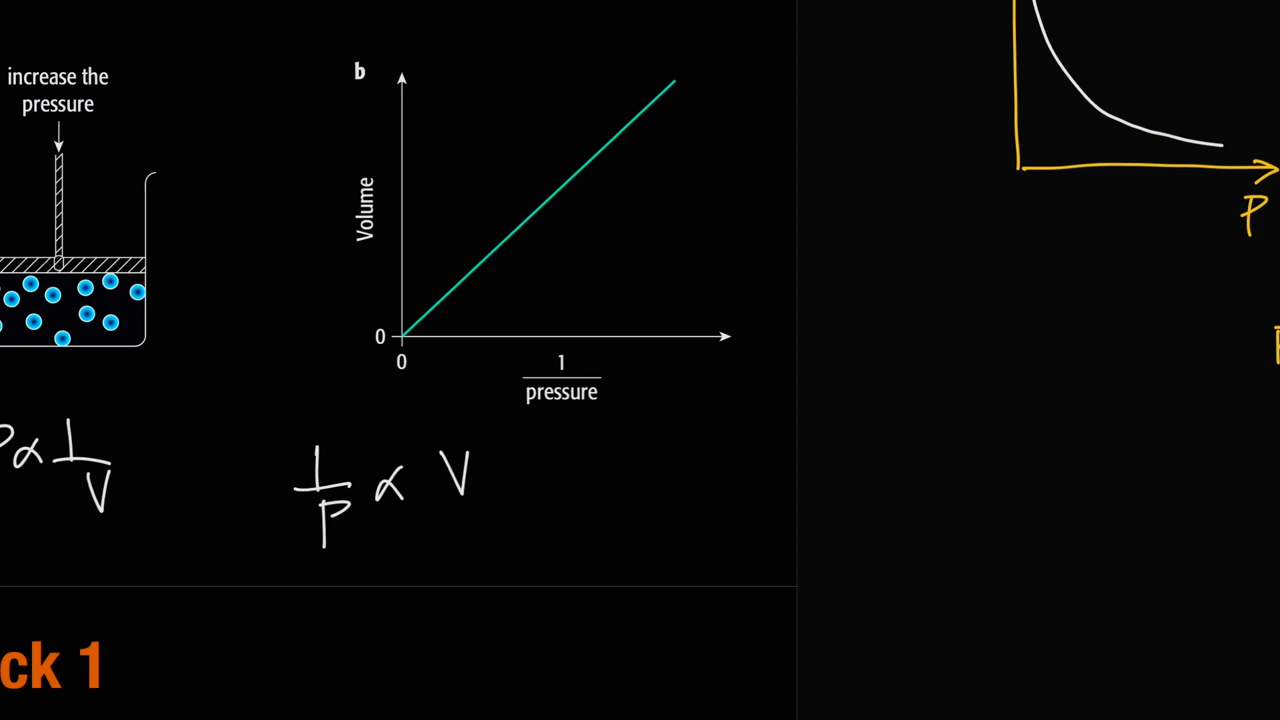 increase the
pressure
b
Volume
0
0
1
pressure
P ∝ 1
V
1
P ∝ V
P
ck 1